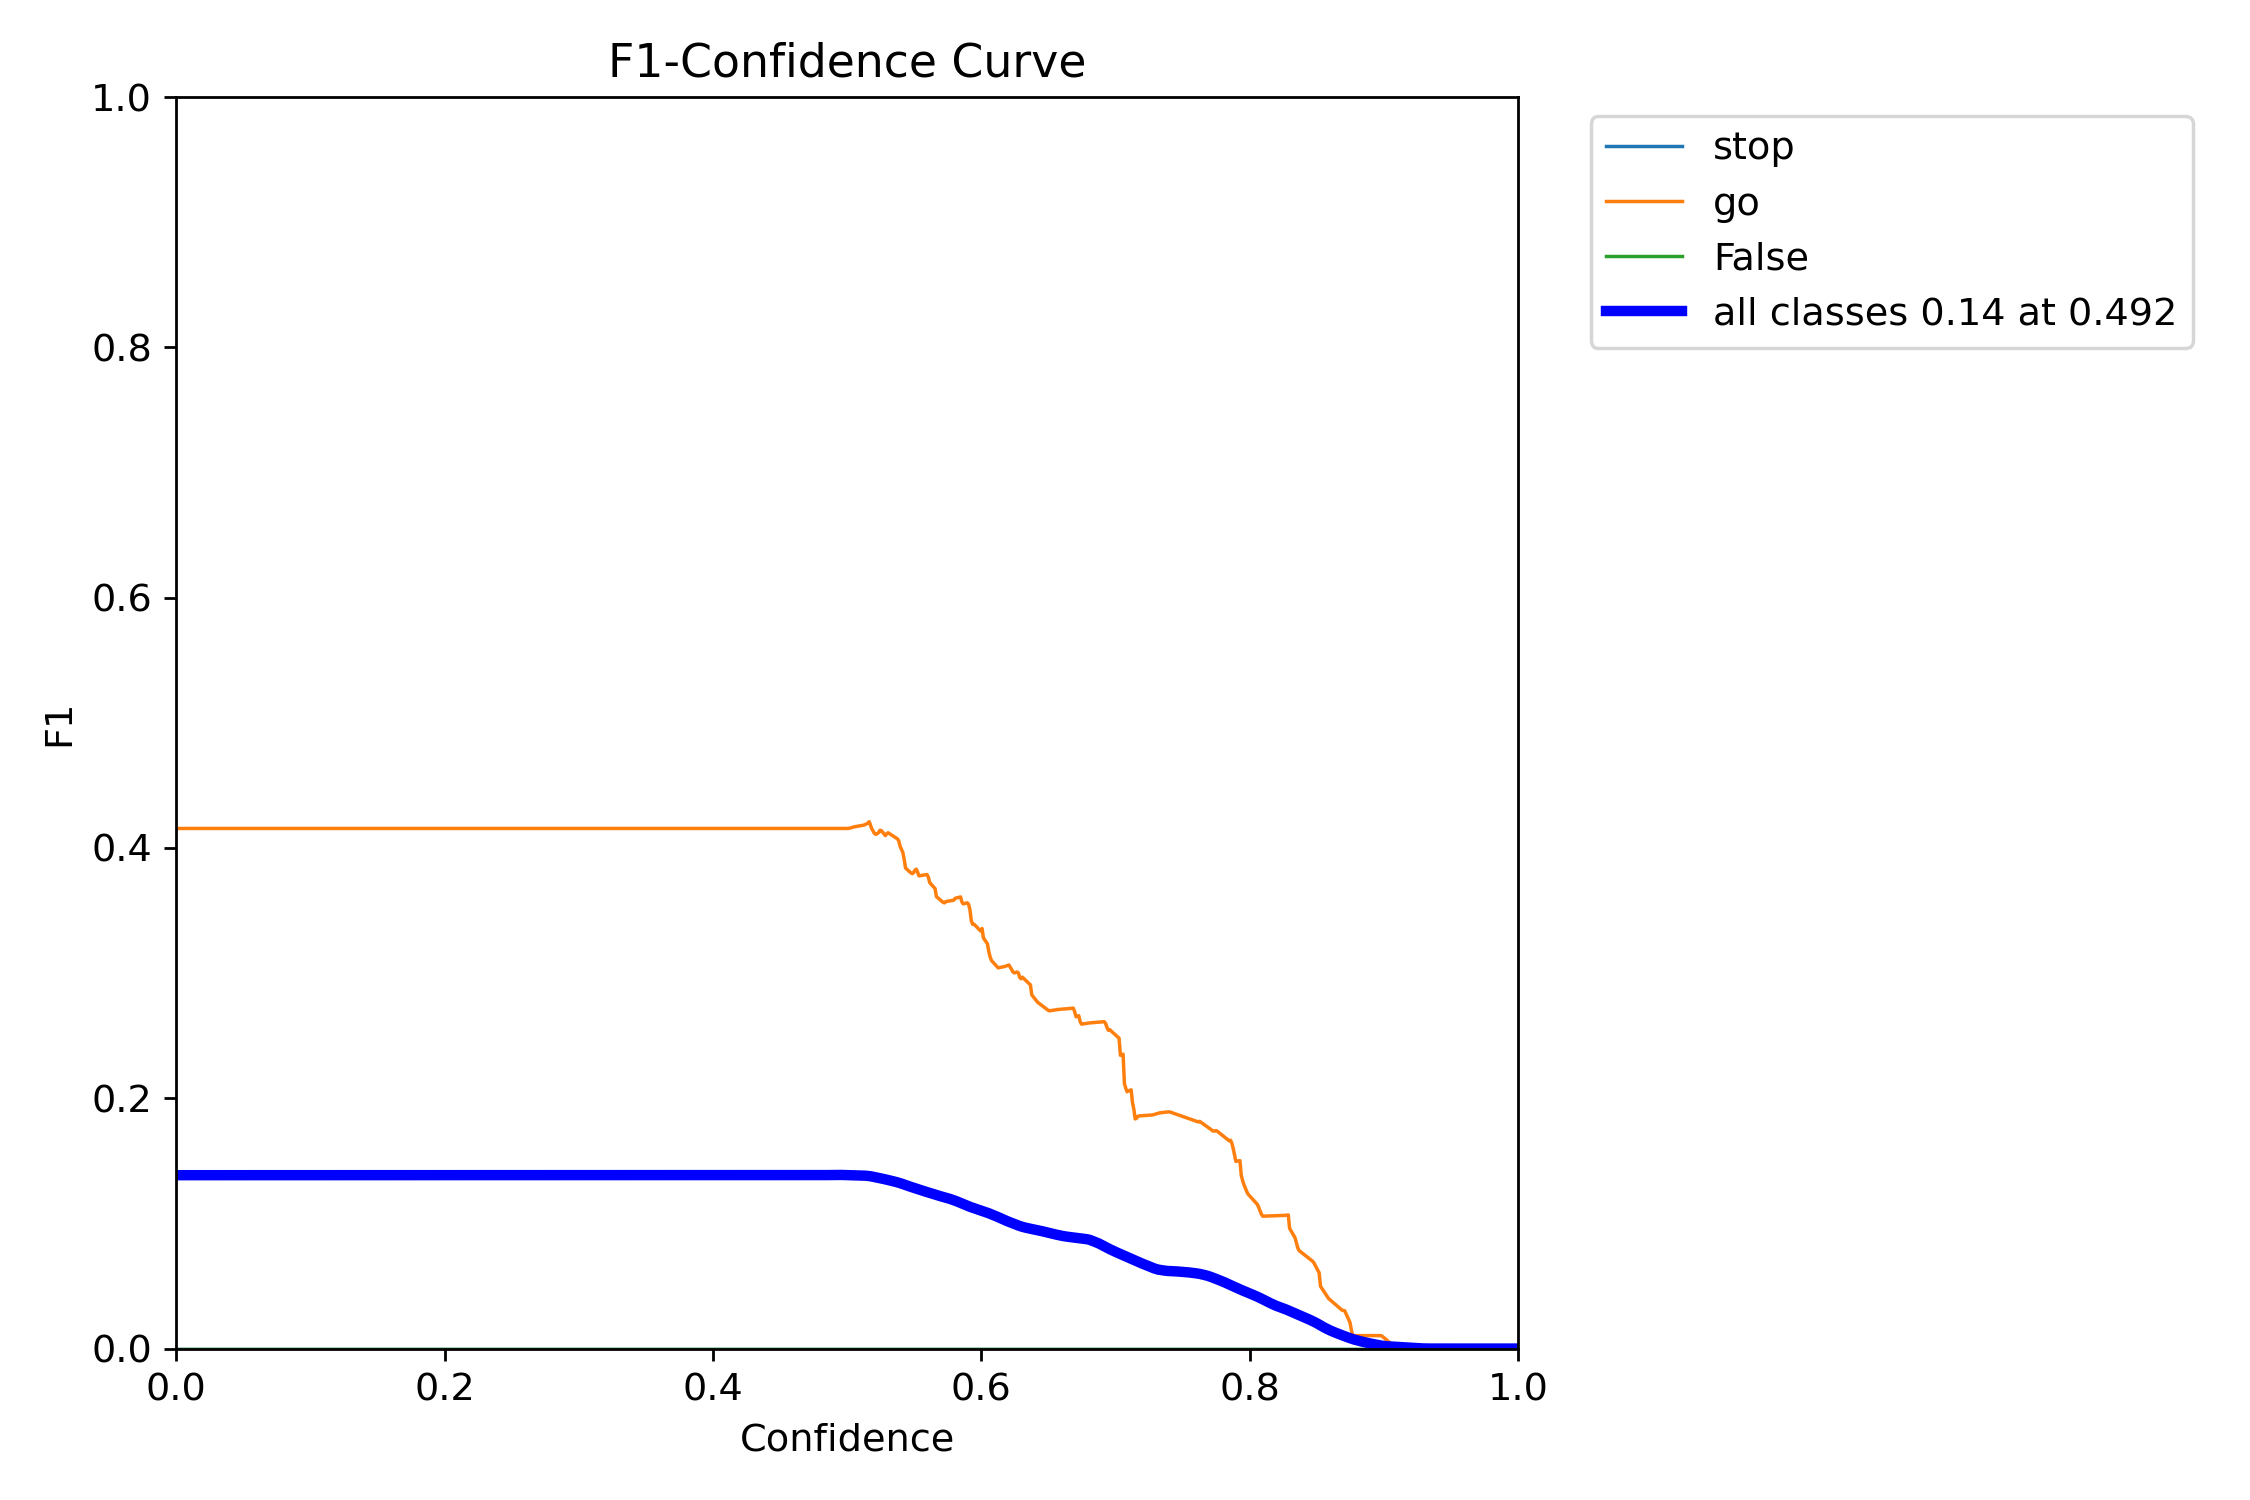 F1-Confidence Curve
1.0
0.8
0.6
0.4
0.2
0.0
F1
0.0 0.2 0.4 0.6 0.8 1.0
Confidence
stop
go
False
all classes 0.14 at 0.492